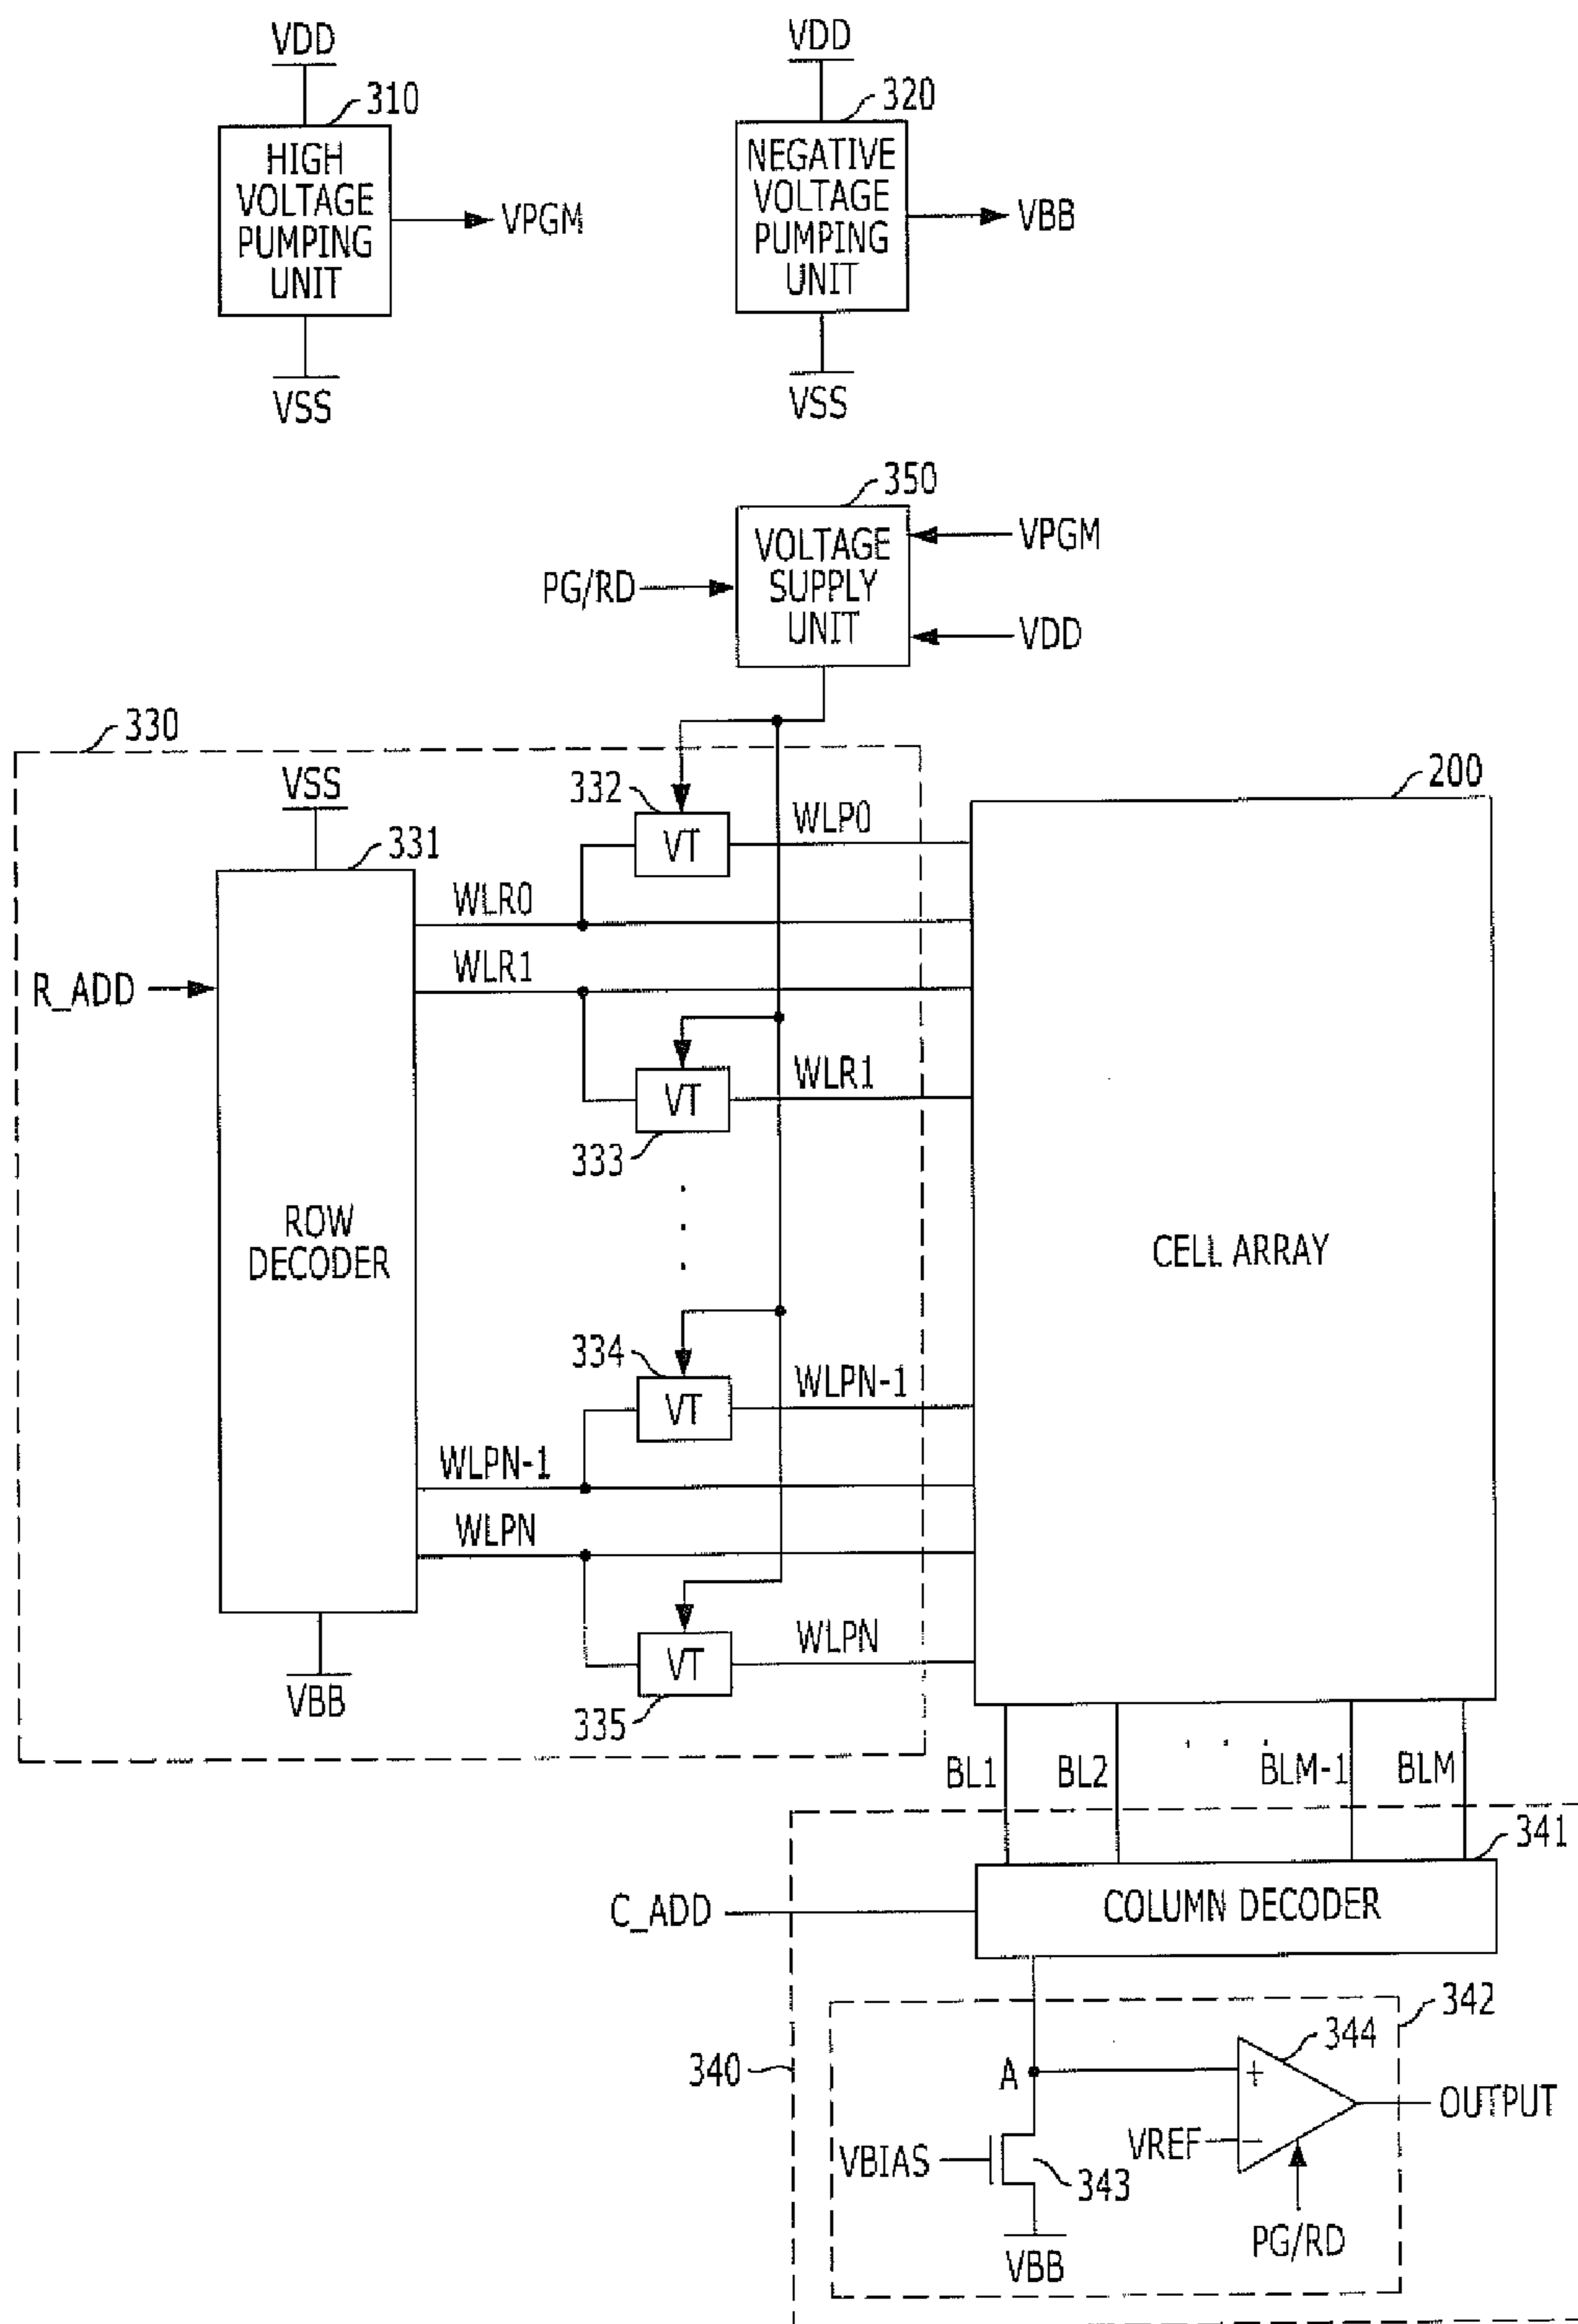 VDD
310
HIGH
VOLTAGE
PUMPING
UNIT
VPGM
VSS
VDD
320
NEGATIVE
VOLTAGE
PUMPING
UNIT
VBB
VSS
350
VOLTAGE
SUPPLY
UNIT
PG/RD
VPGM
VDD
330
VSS
331
R_ADD
ROW
DECODER
VBB
WLR0
WLR1
WLPN-1
WLPN
332
VT
WLP0
VT
333
WLR1
334
VT
WLPN-1
VT
335
WLPN
200
CELL ARRAY
BL1
BL2
BLM-1
BLM
341
C_ADD
COLUMN DECODER
340
342
344
A
+
VREF
−
OUTPUT
VBIAS
343
VBB
PG/RD